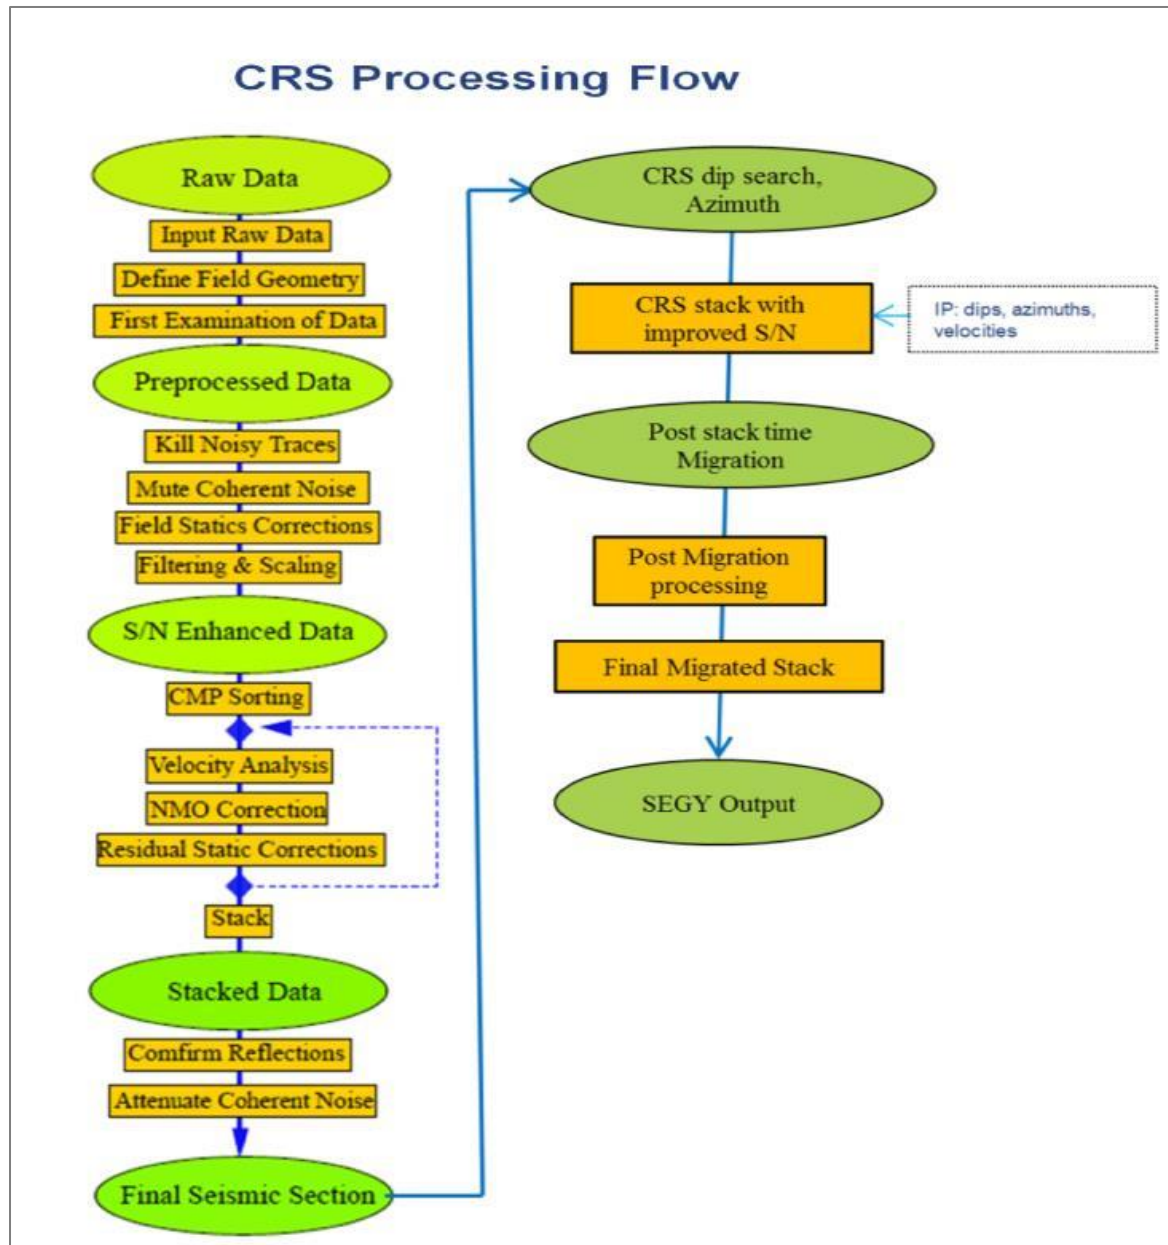 CRS Processing Flow
Raw Data
Input Raw Data
Define Field Geometry
First Examination of Data
Preprocessed Data
Kill Noisy Traces
Mute Coherent Noise
Field Statics Corrections
Filtering & Scaling
S/N Enhanced Data
CMP Sorting
Velocity Analysis
NMO Correction
Residual Static Corrections
Stack
Stacked Data
Comfirm Reflections
Attenuate Coherent Noise
Final Seismic Section
CRS dip search,
Azimuth
CRS stack with
improved S/N
IP: dips, azimuths,
velocities
Post stack time
Migration
Post Migration
processing
Final Migrated Stack
SEGY Output